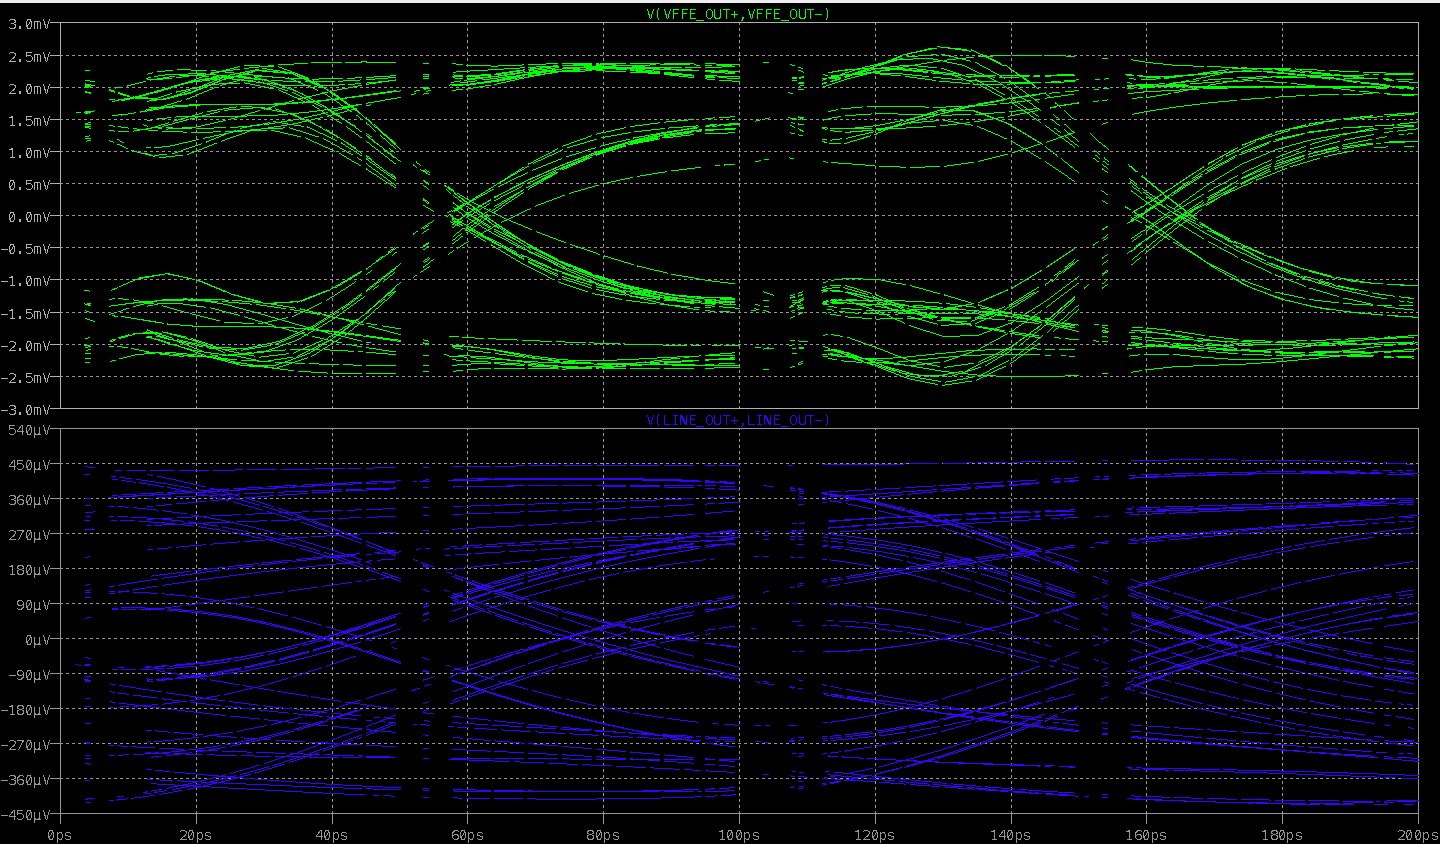 V(VFFE_OUT+,VFFE_OUT-)
3.0mV
2.5mV
2.0mV
1.5mV
1.0mV
0.5mV
0.0mV
-0.5mV
-1.0mV
-1.5mV
-2.0mV
-2.5mV
-3.0mV
V(LINE_OUT+,LINE_OUT-)
540µV
450µV
360µV
270µV
180µV
90µV
0µV
-90µV
-180µV
-270µV
-360µV
-450µV
0ps 20ps 40ps 60ps 80ps 100ps 120ps 140ps 160ps 180ps 200ps